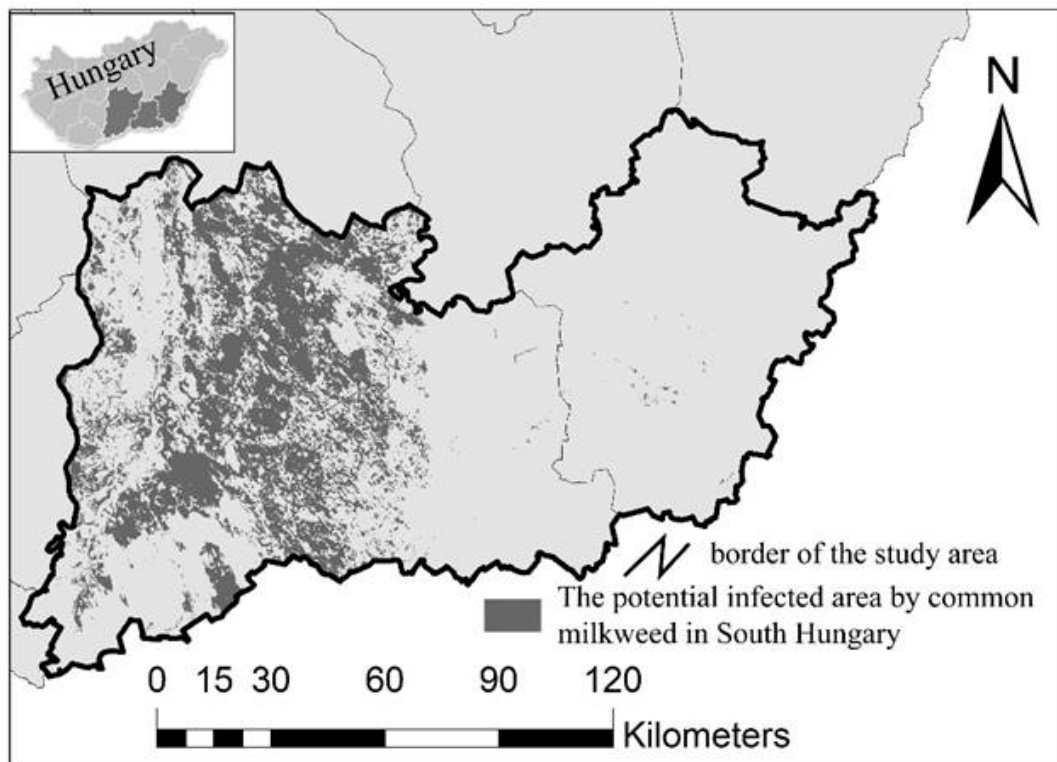 Hungary
N
border of the study area
The potential infected area by common
milkweed in South Hungary
0 15 30 60 90 120
Kilometers